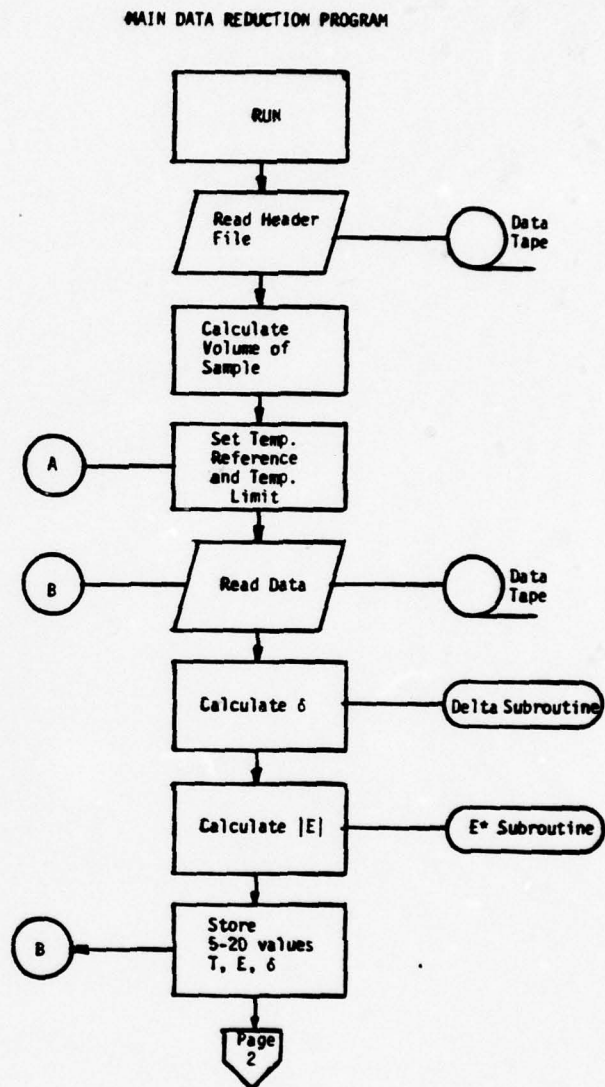 MAIN DATA REDUCTION PROGRAM
RUN
Read Header
File
Data
Tape
Calculate
Volume of
Sample
A
Set Temp.
Reference
and Temp.
Limit
B
Read Data
Data
Tape
Calculate δ
Delta Subroutine
Calculate |E|
E* Subroutine
B
Store
5-20 values
T, E, δ
Page
2